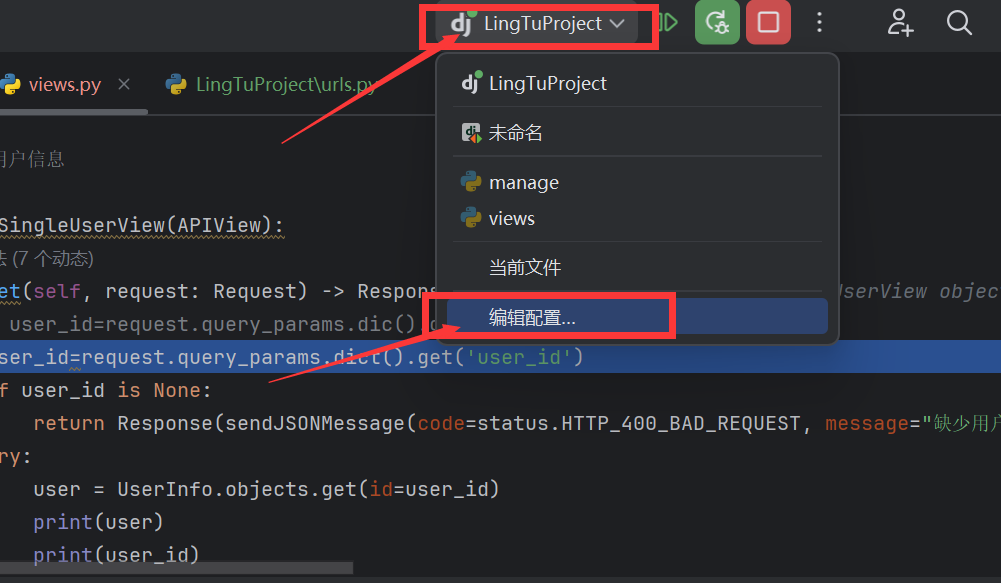 LingTuProject
views.py
LingTuProject\urls.py
LingTuProject
未命名
manage
views
当前文件
编辑配置...
用户信息
SingleUserView(APIView):
(7 个动态)
et(self, request: Request) -> Respons
UserView objec
user_id=request.query_params.dic()
ser_id=request.query_params.dict().get('user_id')
f user_id is None:
return Response(sendJSONMessage(code=status.HTTP_400_BAD_REQUEST, message="缺少用户
ry:
user = UserInfo.objects.get(id=user_id)
print(user)
print(user_id)